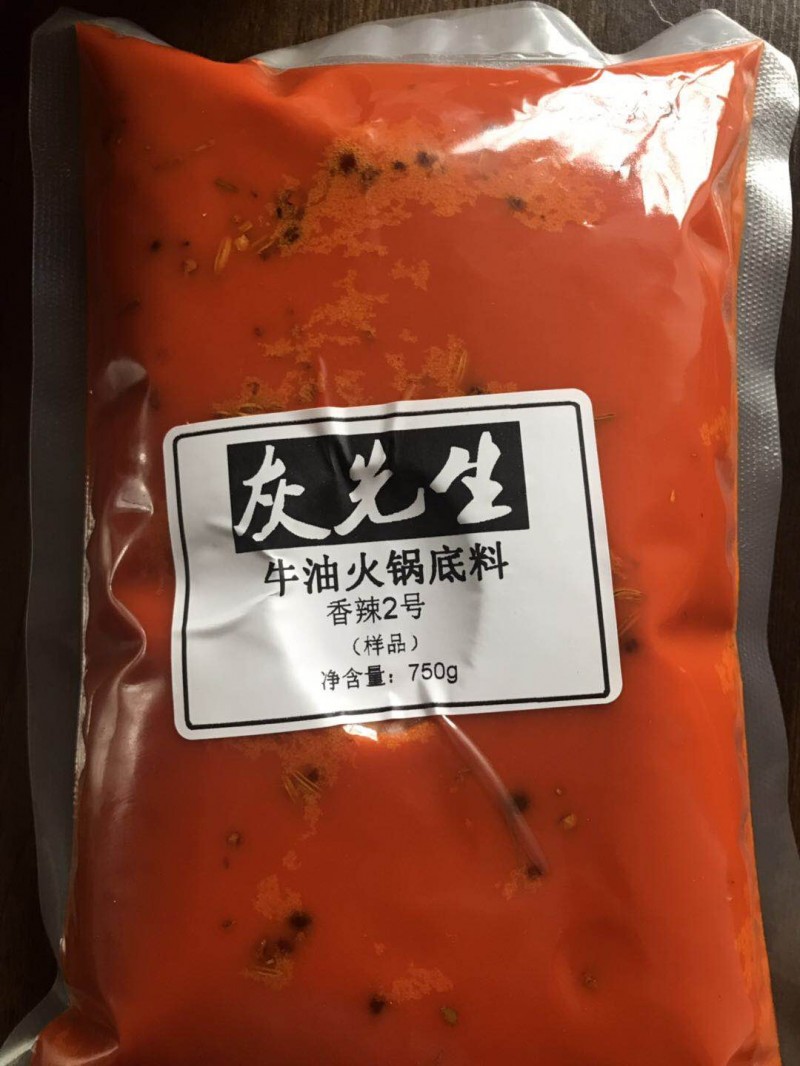 灰先生
牛油火锅底料
香辣2号
（样品）
净含量：750g